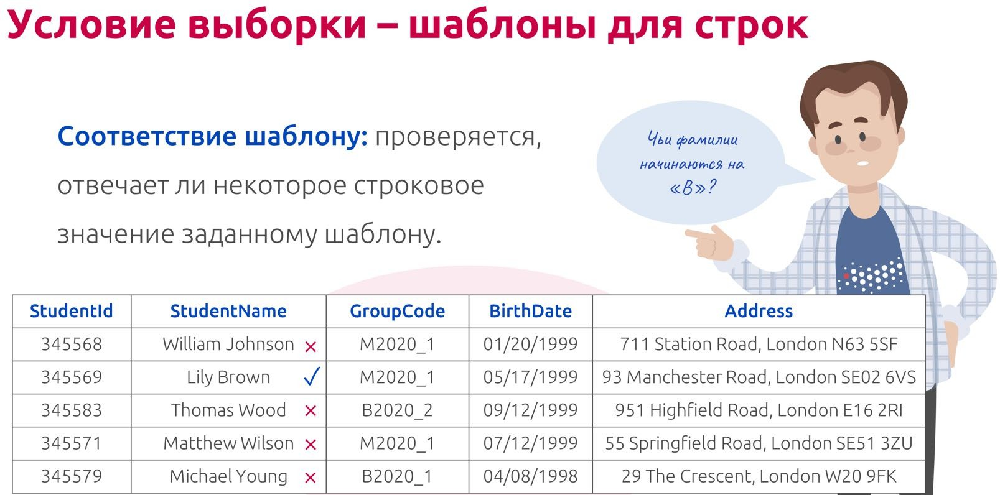 Условие выборки – шаблоны для строк
Соответствие шаблону: проверяется,
отвечает ли некоторое строковое
значение заданному шаблону.
Чьи фамилии
начинаются на
«В»?
StudentId StudentName GroupCode BirthDate Address
345568 William Johnson × M2020_1 01/20/1999 711 Station Road, London N63 5SF
345569 Lily Brown ✓ M2020_1 05/17/1999 93 Manchester Road, London SE02 6VS
345583 Thomas Wood × B2020_2 09/12/1999 951 Highfield Road, London E16 2RI
345571 Matthew Wilson × M2020_1 07/12/1999 55 Springfield Road, London SE51 3ZU
345579 Michael Young × B2020_1 04/08/1998 29 The Crescent, London W20 9FK